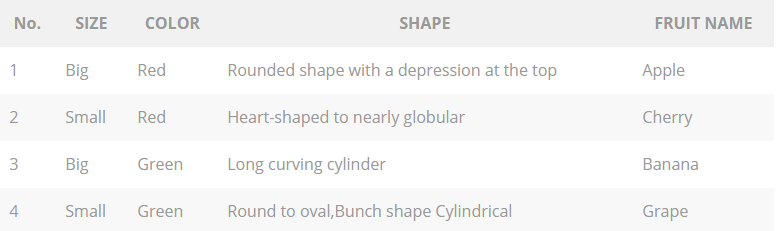 No. SIZE COLOR SHAPE FRUIT NAME
1 Big Red Rounded shape with a depression at the top Apple
2 Small Red Heart-shaped to nearly globular Cherry
3 Big Green Long curving cylinder Banana
4 Small Green Round to oval,Bunch shape Cylindrical Grape